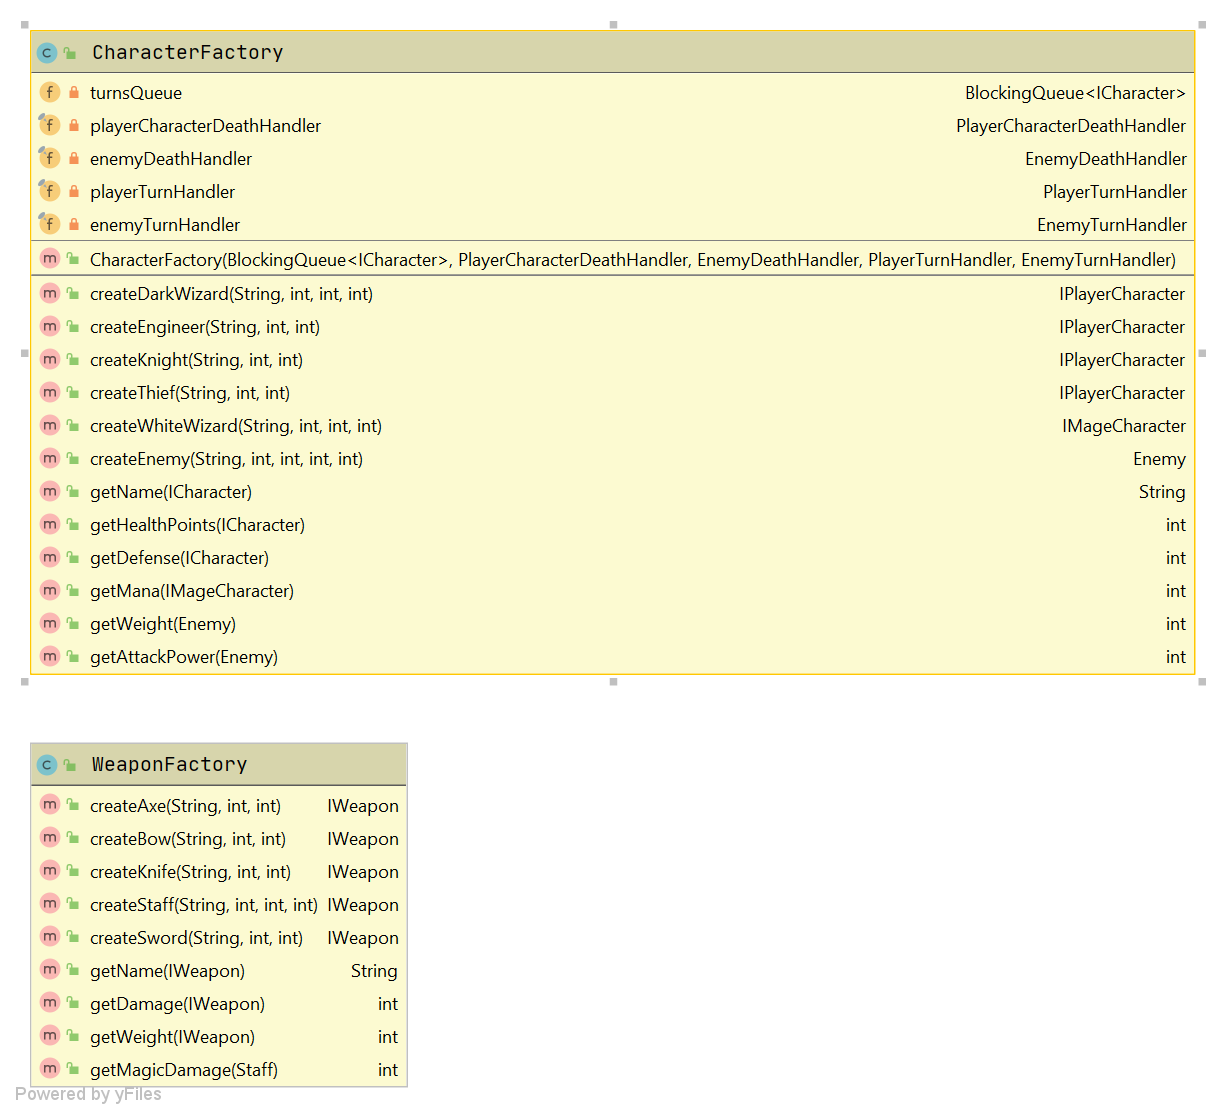 CharacterFactory
turnsQueue BlockingQueue<ICharacter>
playerCharacterDeathHandler PlayerCharacterDeathHandler
enemyDeathHandler EnemyDeathHandler
playerTurnHandler PlayerTurnHandler
enemyTurnHandler EnemyTurnHandler
CharacterFactory(BlockingQueue<ICharacter>, PlayerCharacterDeathHandler, EnemyDeathHandler, PlayerTurnHandler, EnemyTurnHandler)
createDarkWizard(String, int, int, int) IPlayerCharacter
createEngineer(String, int, int) IPlayerCharacter
createKnight(String, int, int) IPlayerCharacter
createThief(String, int, int) IPlayerCharacter
createWhiteWizard(String, int, int, int) IMageCharacter
createEnemy(String, int, int, int, int) Enemy
getName(ICharacter) String
getHealthPoints(ICharacter) int
getDefense(ICharacter) int
getMana(IMageCharacter) int
getWeight(Enemy) int
getAttackPower(Enemy) int
WeaponFactory
createAxe(String, int, int) IWeapon
createBow(String, int, int) IWeapon
createKnife(String, int, int) IWeapon
createStaff(String, int, int, int) IWeapon
createSword(String, int, int) IWeapon
getName(IWeapon) String
getDamage(IWeapon) int
getWeight(IWeapon) int
getMagicDamage(Staff) int
Powered by yFiles